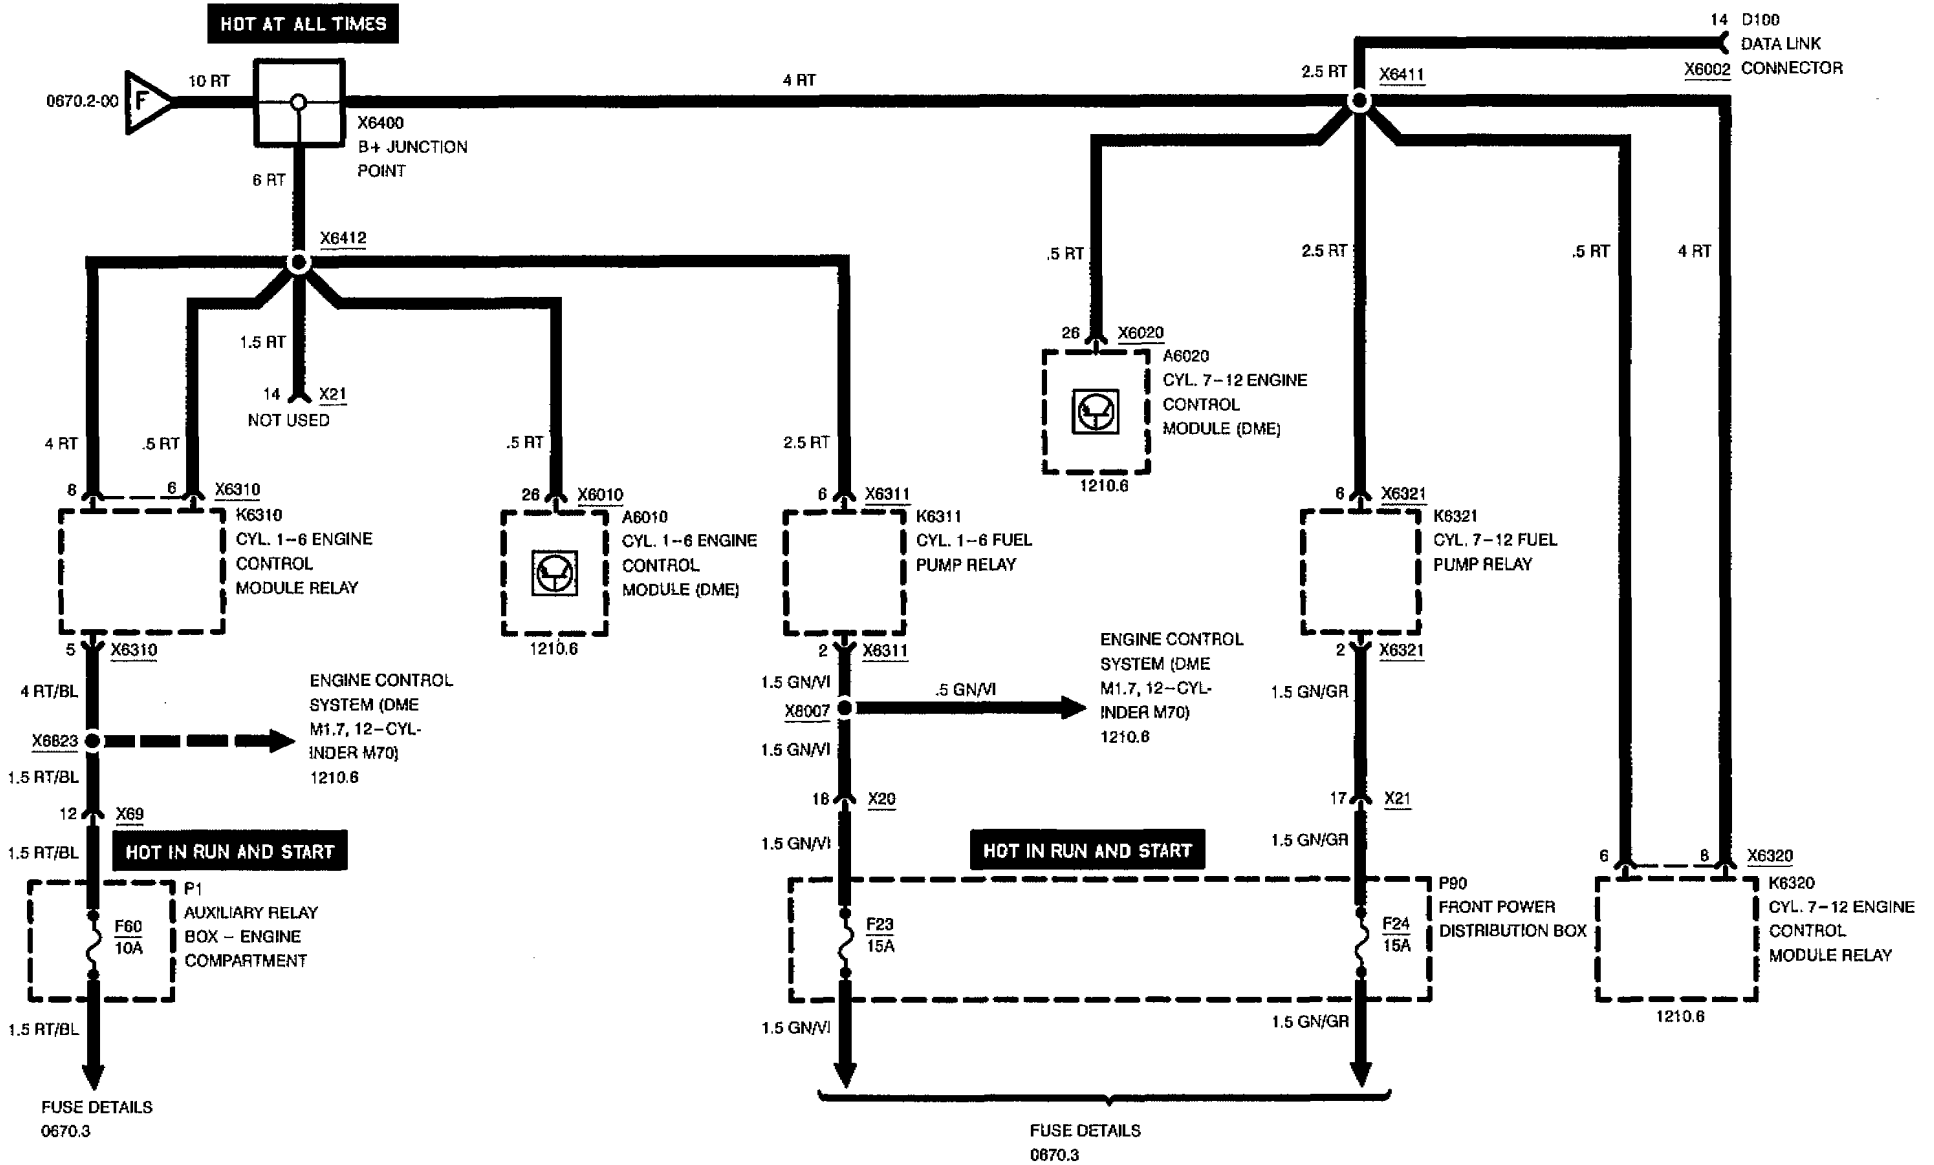 HOT AT ALL TIMES
0670.2-00
F
10 RT
4 RT
X6400
B+ JUNCTION
POINT
6 RT
2.5 RT
X6411
14 D100
DATA LINK
X6002 CONNECTOR
X6412
1.5 RT
14 X21
NOT USED
4 RT
.5 RT
.5 RT
2.5 RT
.5 RT
2.5 RT
.5 RT
4 RT
26 X6020
A6020
CYL. 7-12 ENGINE
CONTROL
MODULE (DME)
1210.6
8 6 X6310
K6310
CYL. 1-6 ENGINE
CONTROL
MODULE RELAY
26 X6010
A6010
CYL. 1-6 ENGINE
CONTROL
MODULE (DME)
1210.6
6 X6311
K6311
CYL. 1-6 FUEL
PUMP RELAY
6 X6321
K6321
CYL. 7-12 FUEL
PUMP RELAY
5 X6310
4 RT/BL
X6823
1.5 RT/BL
12 X69
1.5 RT/BL
ENGINE CONTROL
SYSTEM (DME
M1.7, 12-CYL-
INDER M70)
1210.6
2 X6311
1.5 GN/VI
.5 GN/VI
X8007
1.5 GN/VI
18 X20
1.5 GN/VI
ENGINE CONTROL
SYSTEM (DME
M1.7, 12-CYL-
INDER M70)
1210.6
2 X6321
1.5 GN/GR
17 X21
1.5 GN/GR
HOT IN RUN AND START
P1
AUXILIARY RELAY
BOX - ENGINE
COMPARTMENT
F60
10A
1.5 RT/BL
FUSE DETAILS
0670.3
HOT IN RUN AND START
F23
15A
F24
15A
P90
FRONT POWER
DISTRIBUTION BOX
1.5 GN/VI
1.5 GN/GR
FUSE DETAILS
0670.3
6 8 X6320
K6320
CYL. 7-12 ENGINE
CONTROL
MODULE RELAY
1210.6